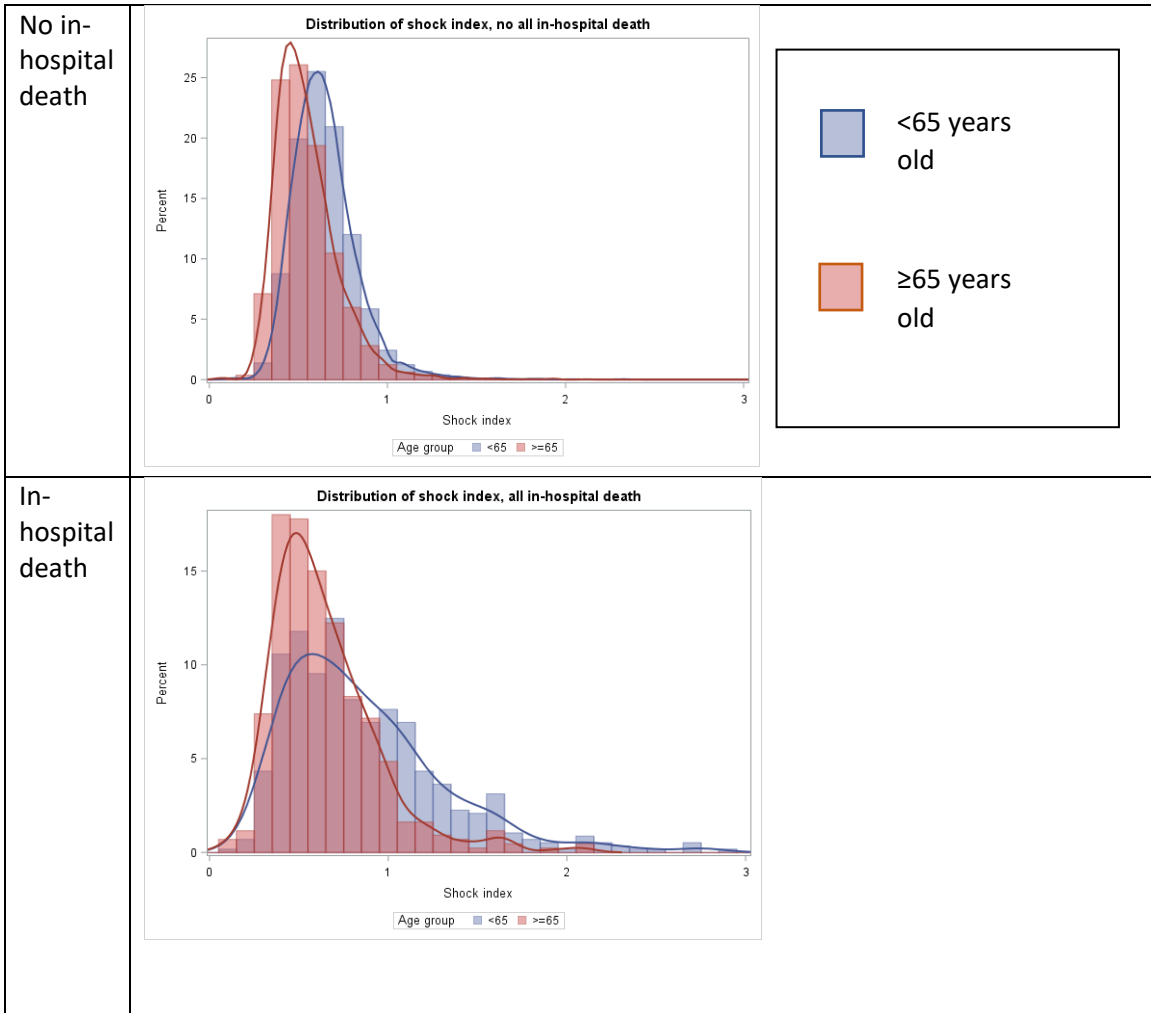 No in-
hospital
death
Distribution of shock index, no all in-hospital death
25
20
15
10
5
0
Percent
0 1 2 3
Shock index
Age group <65 >=65
<65 years
old
≥65 years
old
In-
hospital
death
Distribution of shock index, all in-hospital death
15
10
5
0
Percent
0 1 2 3
Shock index
Age group <65 >=65